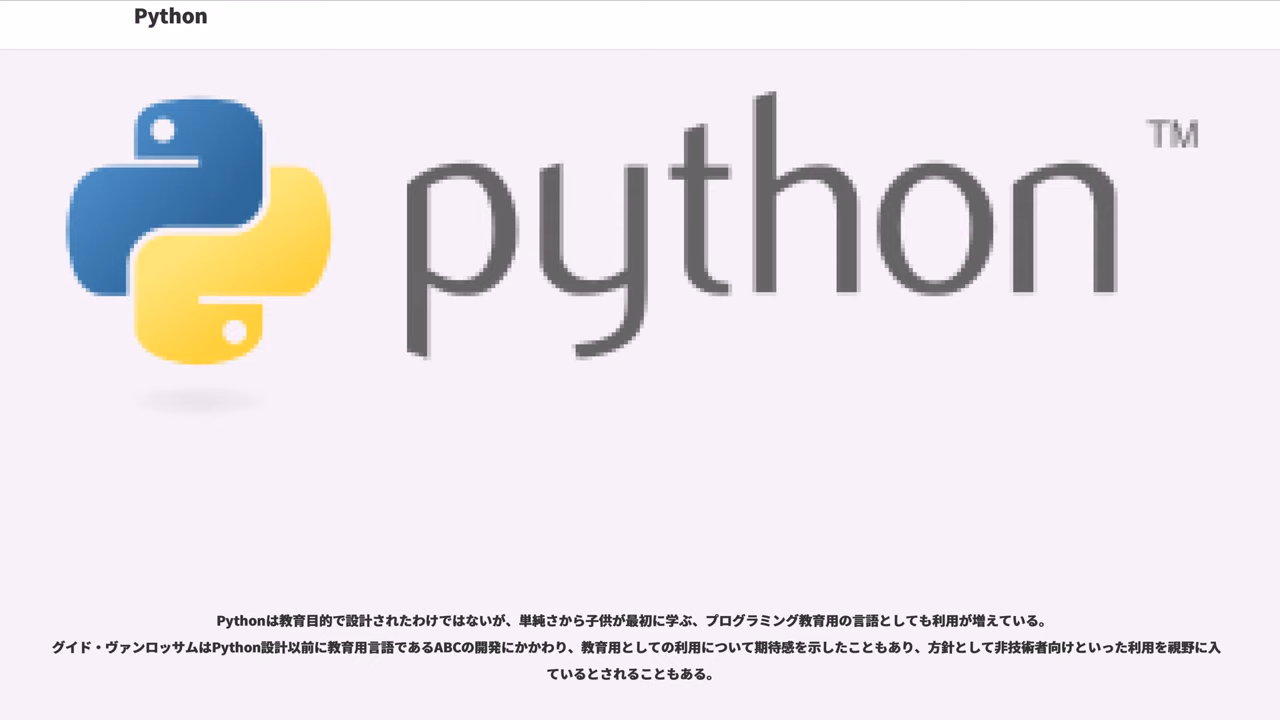 Python
python TM
Pythonは教育目的で設計されたわけではないが、単純さから子供が最初に学ぶ、プログラミング教育用の言語としても利用が増えている。
グイド・ヴァンロッサムはPython設計以前に教育用言語であるABCの開発にかかわり、教育用としての利用について期待感を示したこともあり、方針として非技術者向けといった利用を視野に入
ているとされることもある。